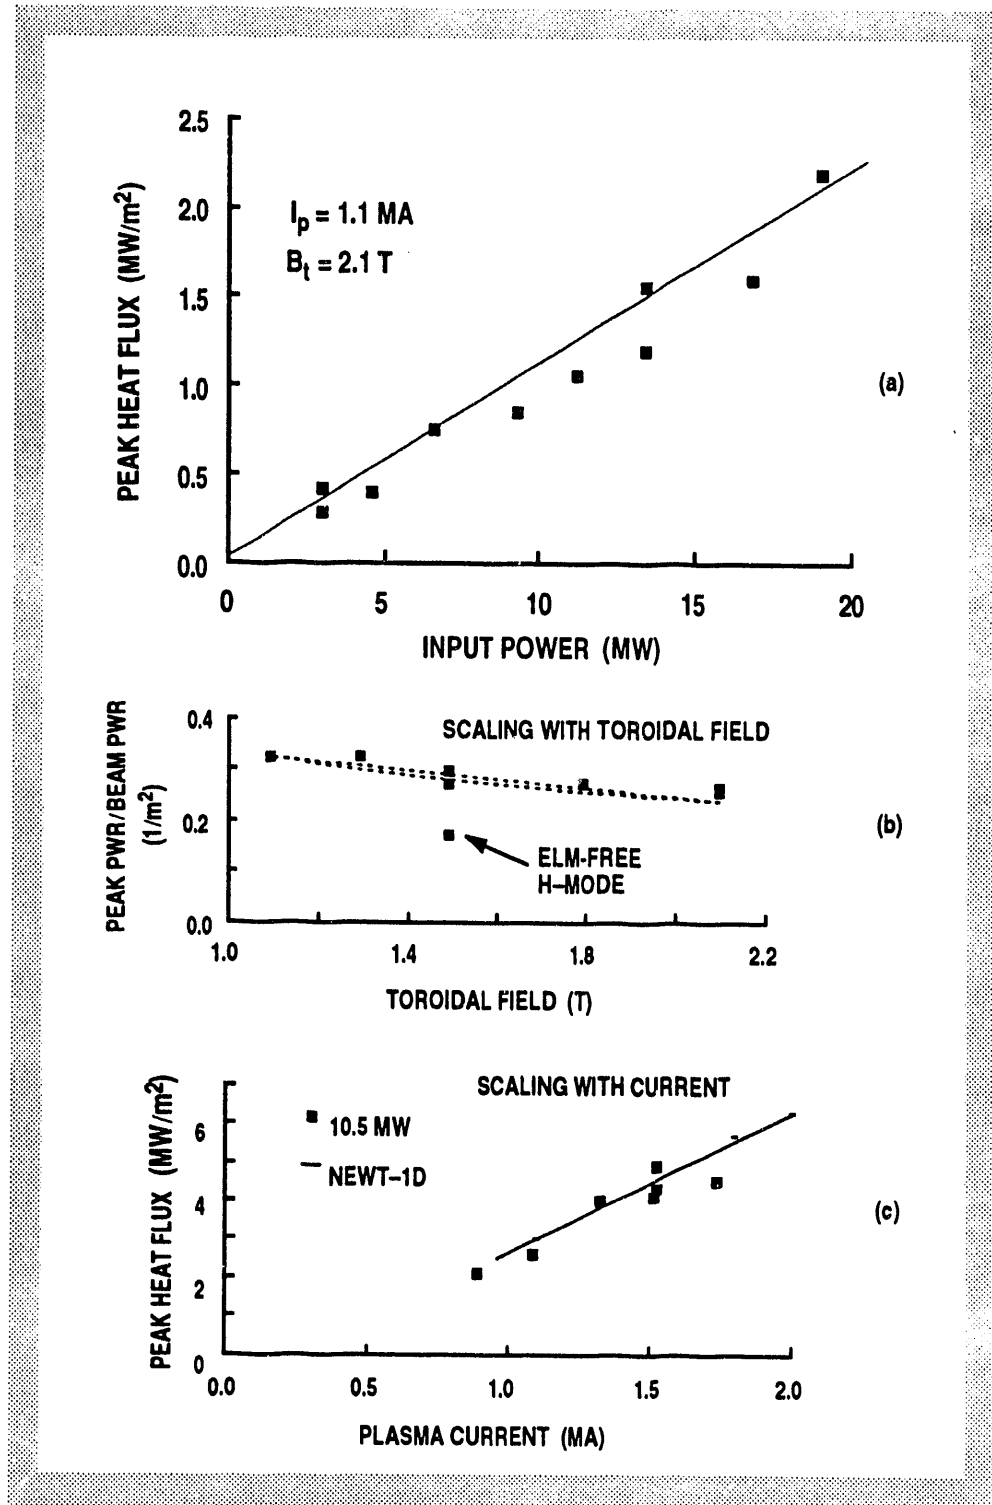 2.5
2.0
1.5
1.0
0.5
0.0
PEAK HEAT FLUX (MW/m²)
Iₚ = 1.1 MA
Bₜ = 2.1 T
(a)
0 5 10 15 20
INPUT POWER (MW)
0.4
0.2
0.0
PEAK PWR/BEAM PWR
(1/m²)
SCALING WITH TOROIDAL FIELD
ELM-FREE
H–MODE
(b)
1.0 1.4 1.8 2.2
TOROIDAL FIELD (T)
6
4
2
0
PEAK HEAT FLUX (MW/m²)
SCALING WITH CURRENT
10.5 MW
NEWT–1D
(c)
0.0 0.5 1.0 1.5 2.0
PLASMA CURRENT (MA)